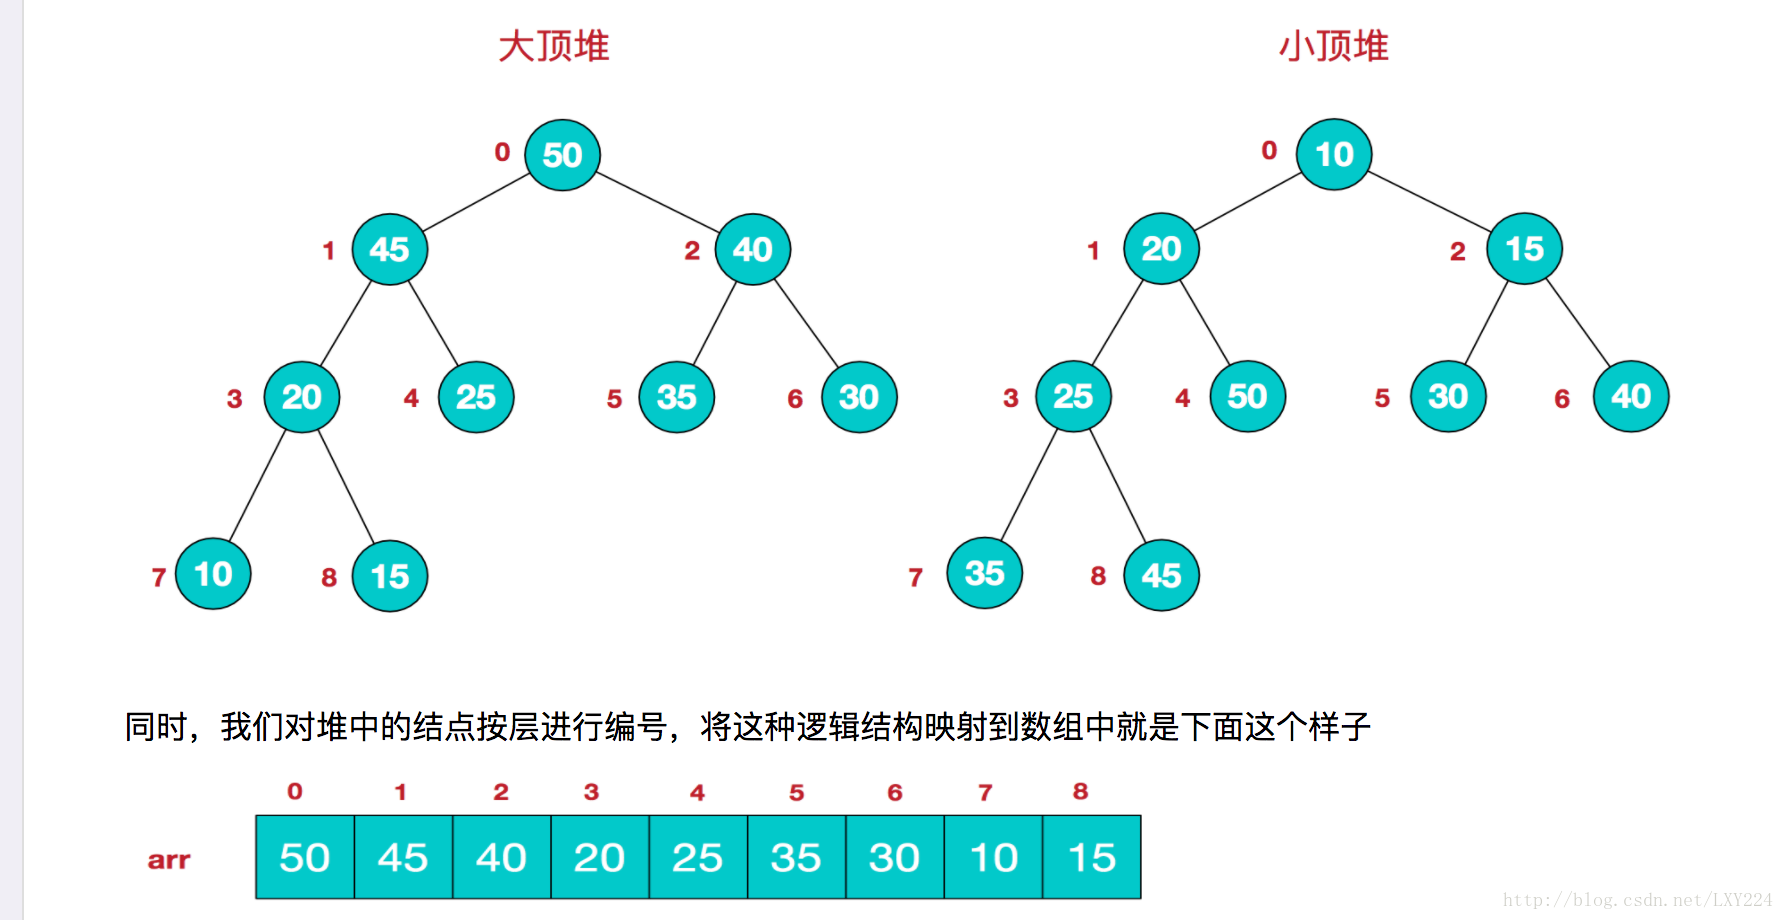 大顶堆 小顶堆
0 50 0 10
1 45 2 40 1 20 2 15
3 20 4 25 5 35 6 30 3 25 4 50 5 30 6 40
7 10 8 15 7 35 8 45
同时，我们对堆中的结点按层进行编号，将这种逻辑结构映射到数组中就是下面这个样子
0 1 2 3 4 5 6 7 8
arr 50 45 40 20 25 35 30 10 15
http://blog.csdn.net/LXY224